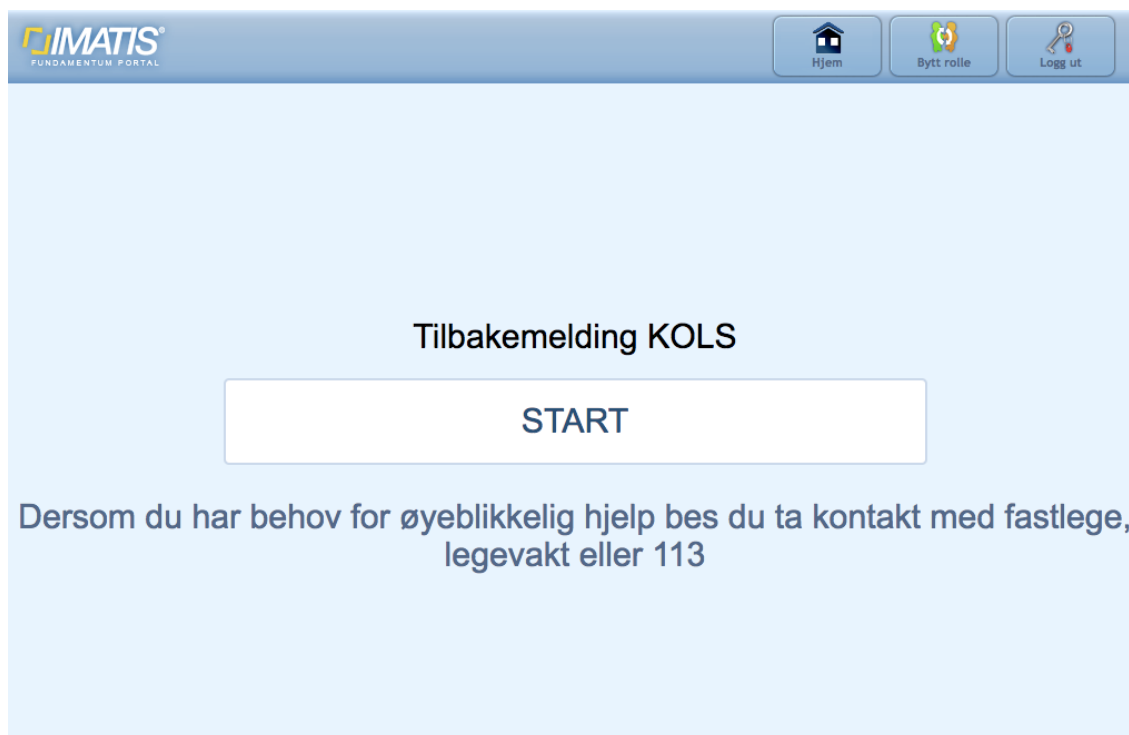 IMATIS®
FUNDAMENTUM PORTAL
Hjem
Bytt rolle
Logg ut
Tilbakemelding KOLS
START
Dersom du har behov for øyeblikkelig hjelp bes du ta kontakt med fastlege,
legevakt eller 113